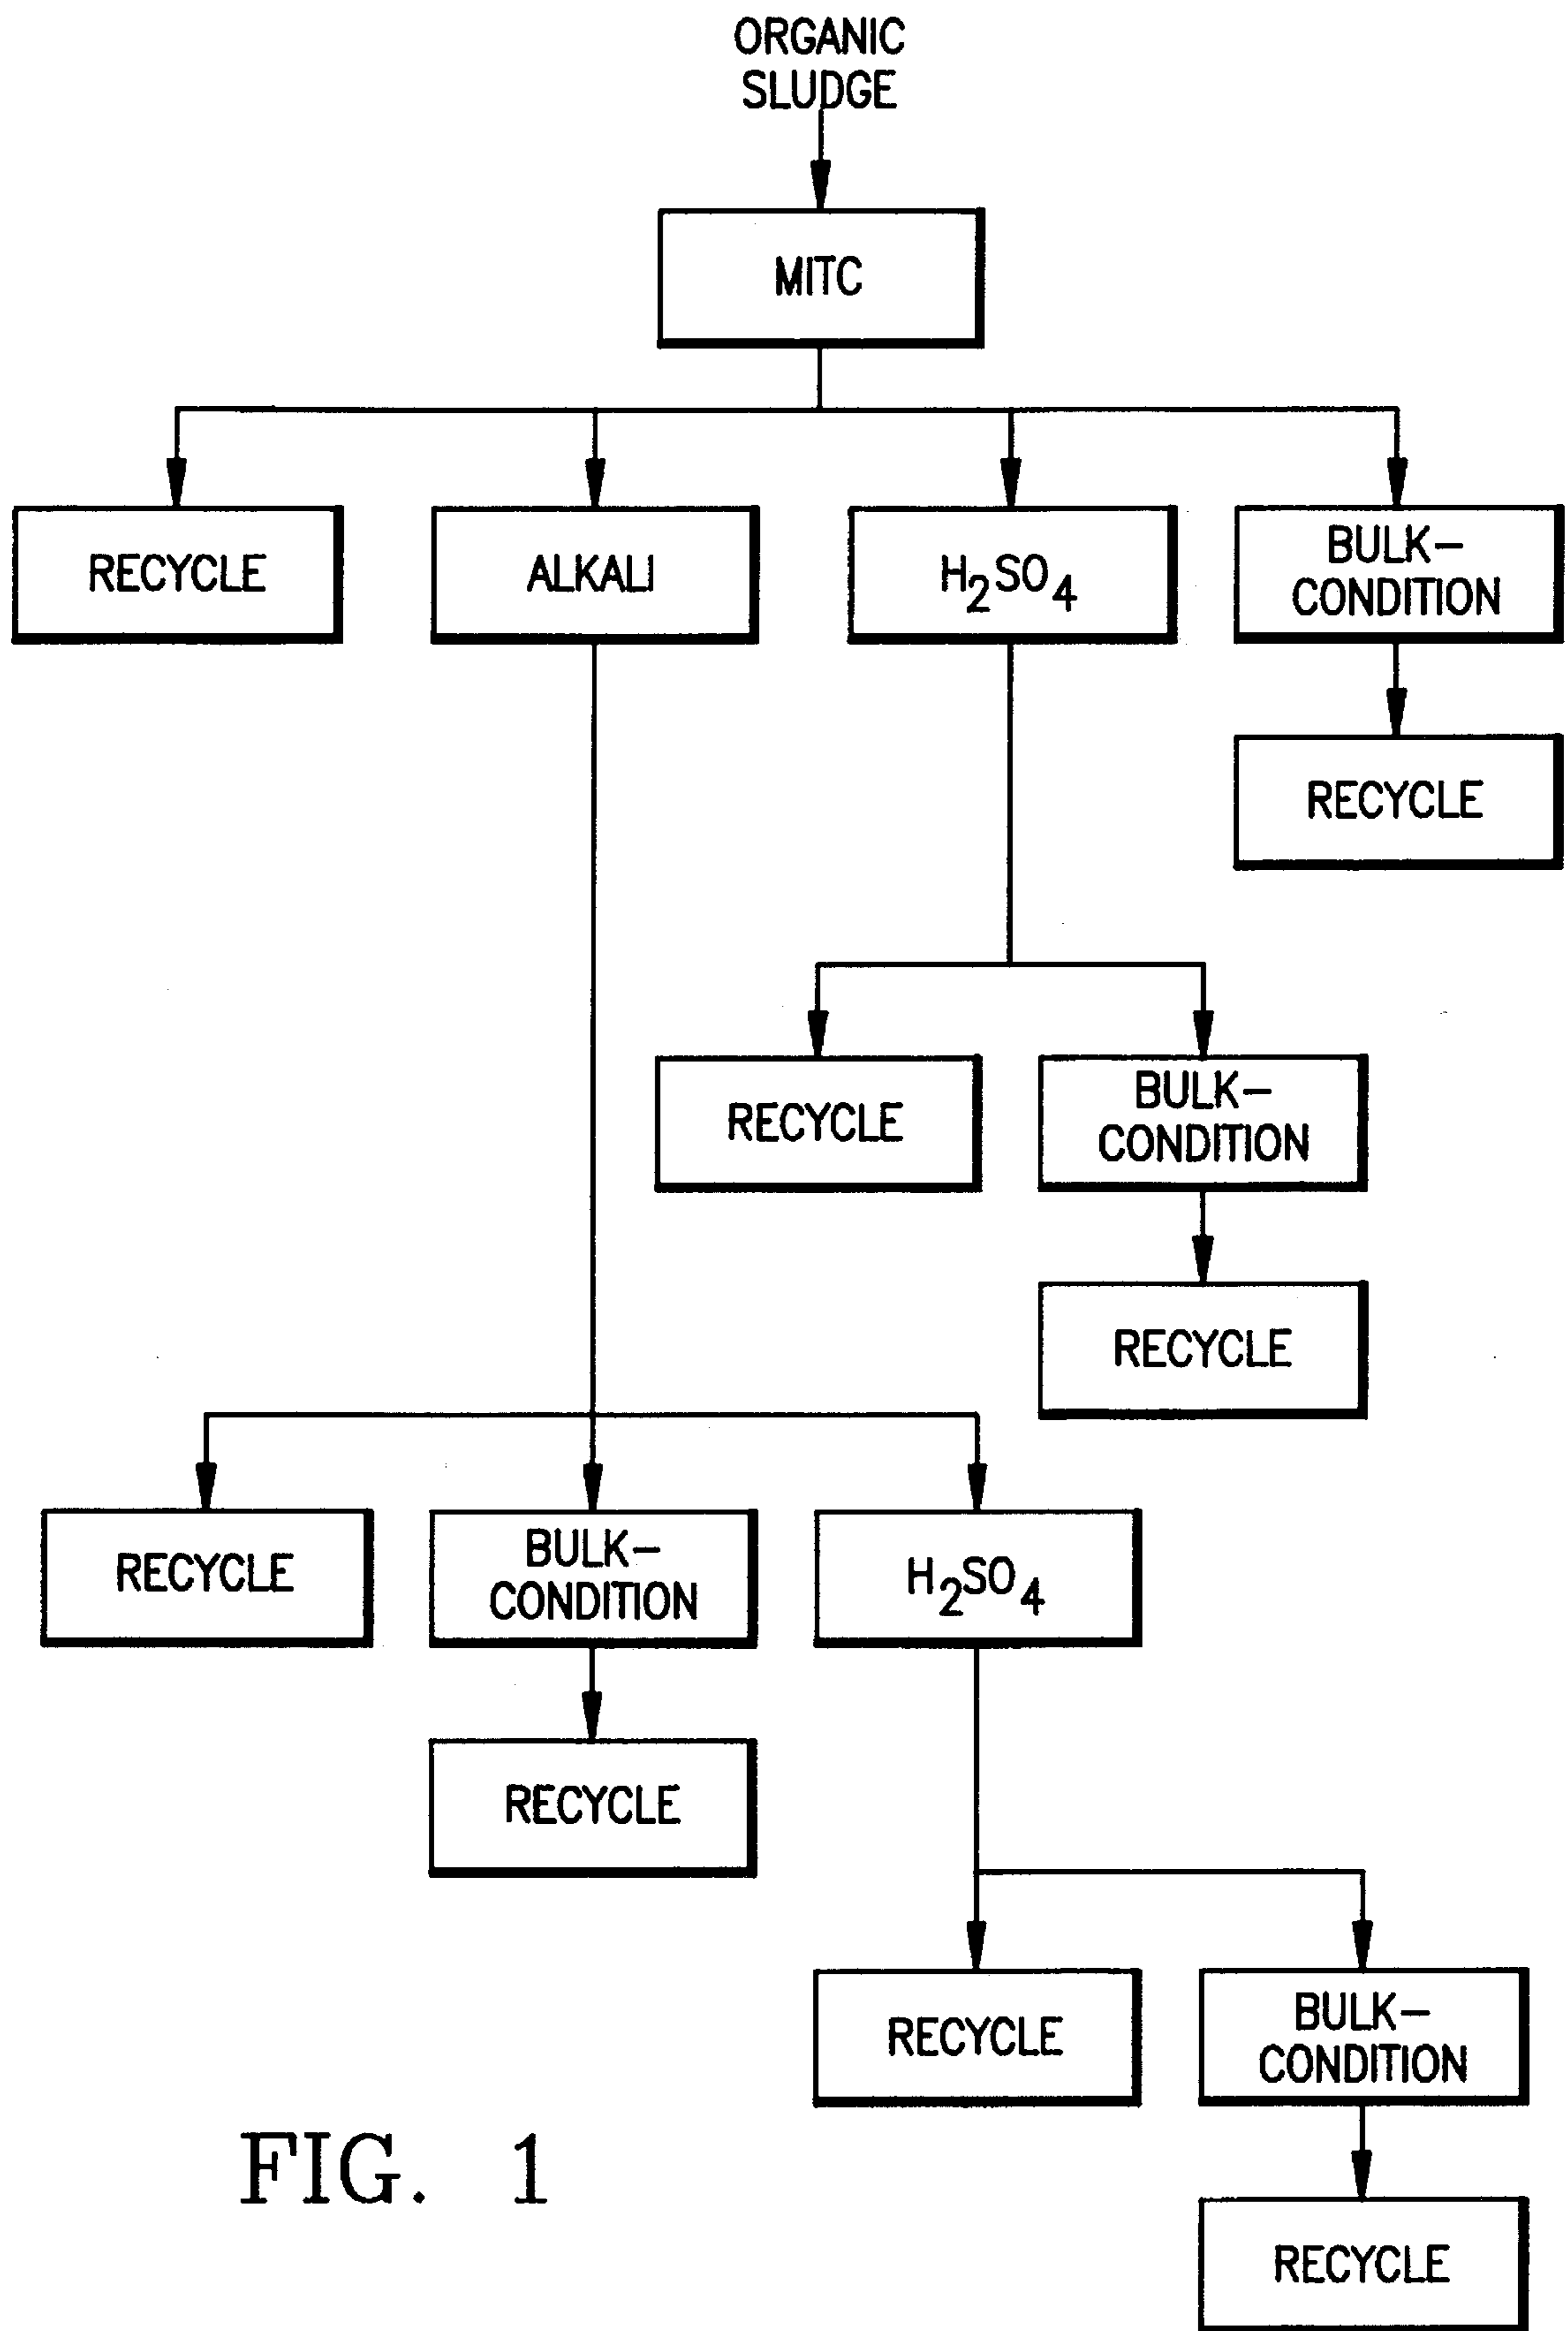 ORGANIC
SLUDGE
MITC
RECYCLE
ALKALI
H₂SO₄
BULK–
CONDITION
RECYCLE
RECYCLE
BULK–
CONDITION
RECYCLE
RECYCLE
BULK–
CONDITION
H₂SO₄
RECYCLE
RECYCLE
BULK–
CONDITION
RECYCLE
FIG. 1